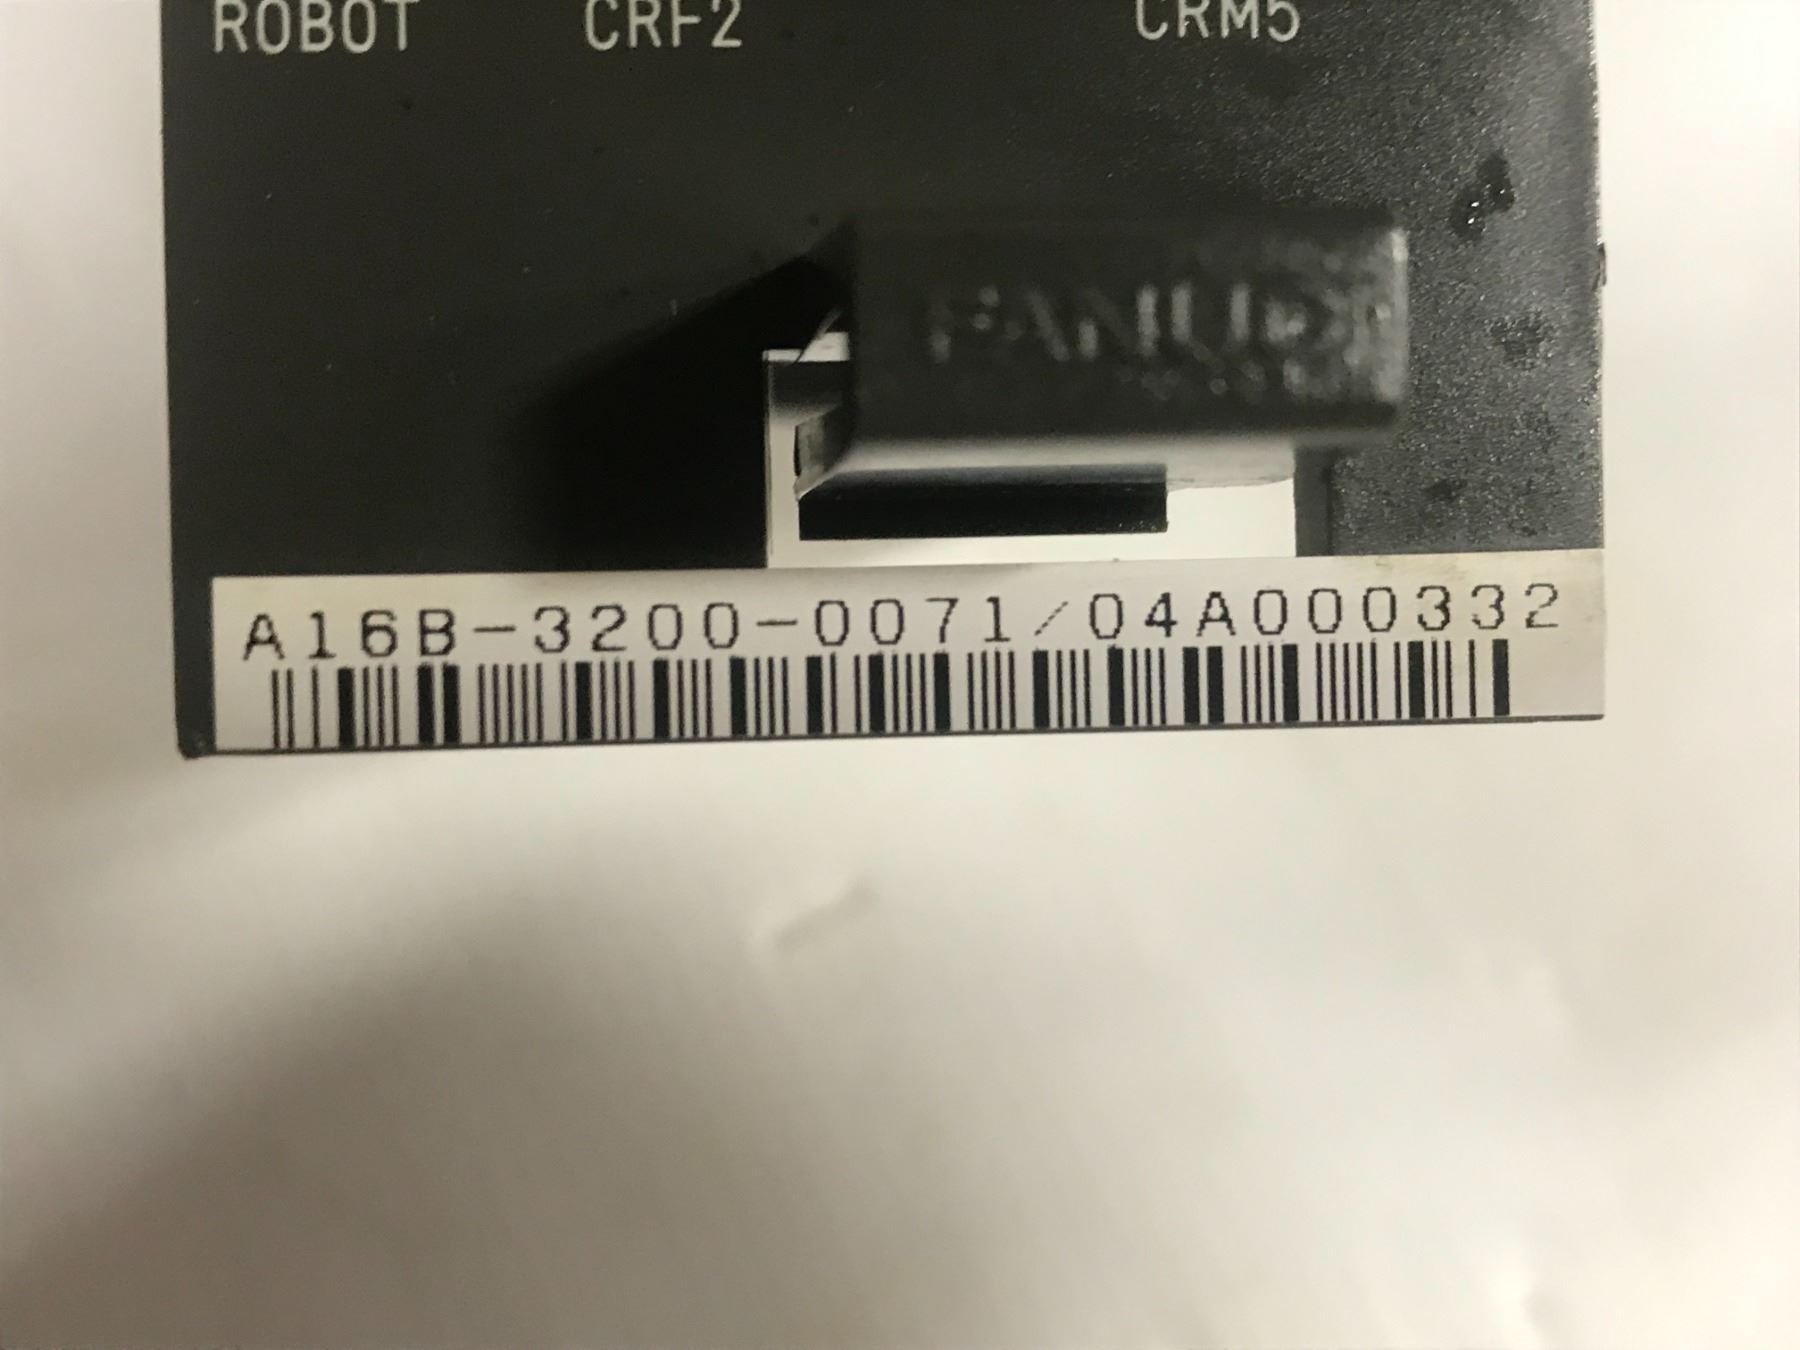 ROBOT CRF2 CRM5
FANUC
A16B-3200-0071/04A000332